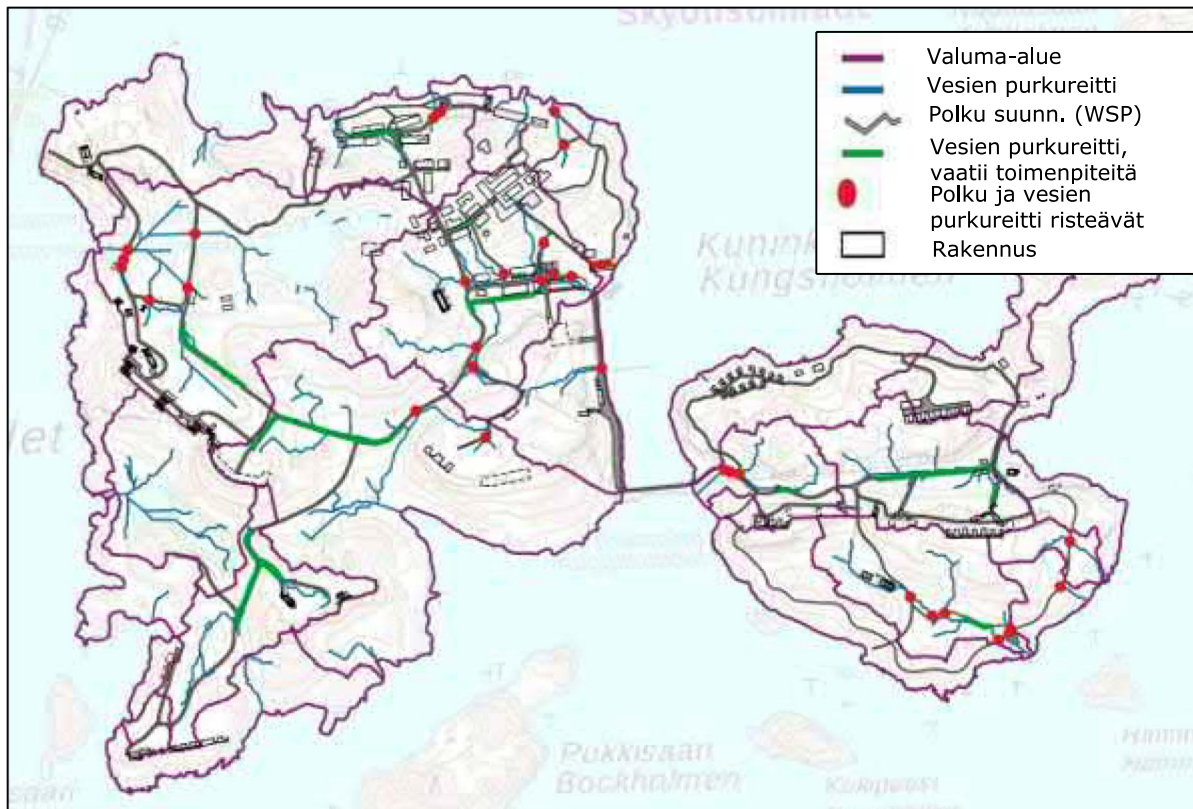 Valuma-alue
Vesien purkureitti
Polku suunn. (WSP)
Vesien purkureitti,
vaatii toimenpiteitä
Polku ja vesien
purkureitti risteävät
Rakennus
Kungsholmen
Pukkisaari
Bockholmen